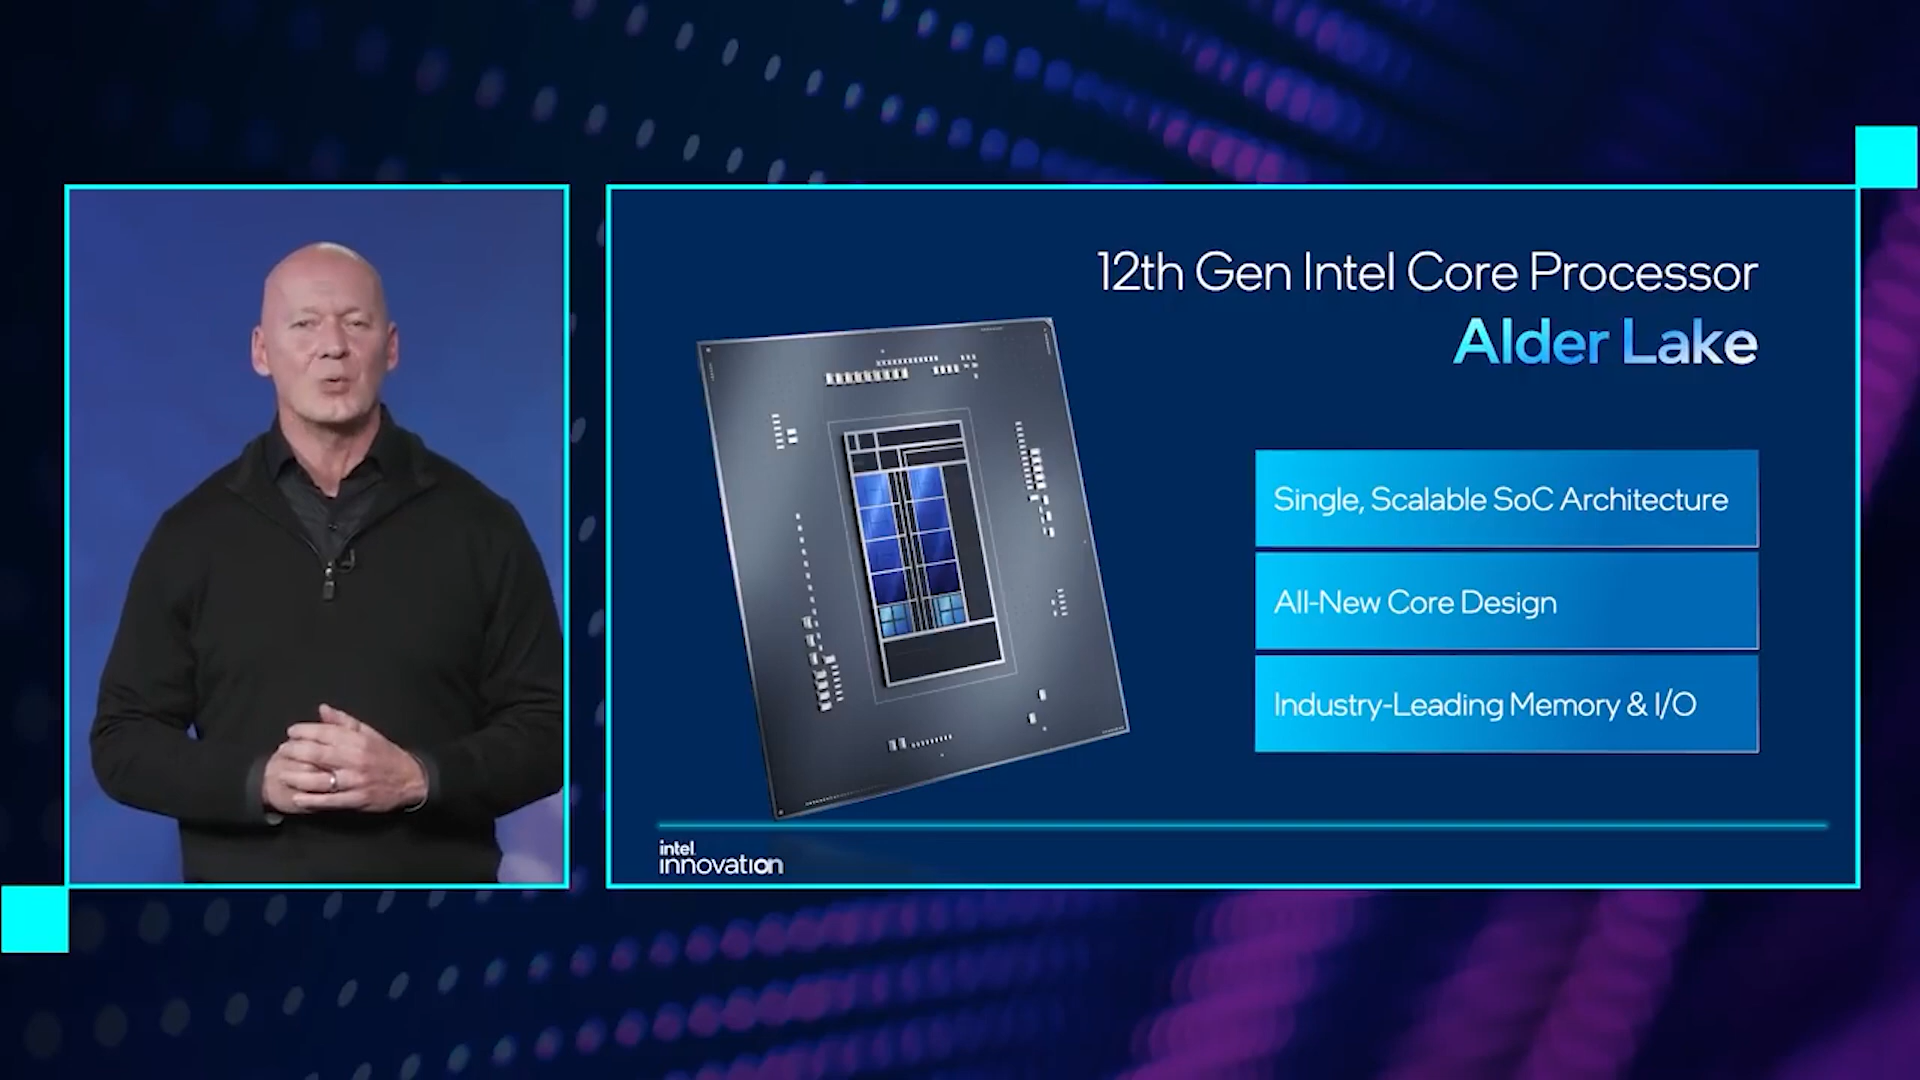 12th Gen Intel Core Processor
Alder Lake
Single, Scalable SoC Architecture
All-New Core Design
Industry-Leading Memory & I/O
intel
innovation